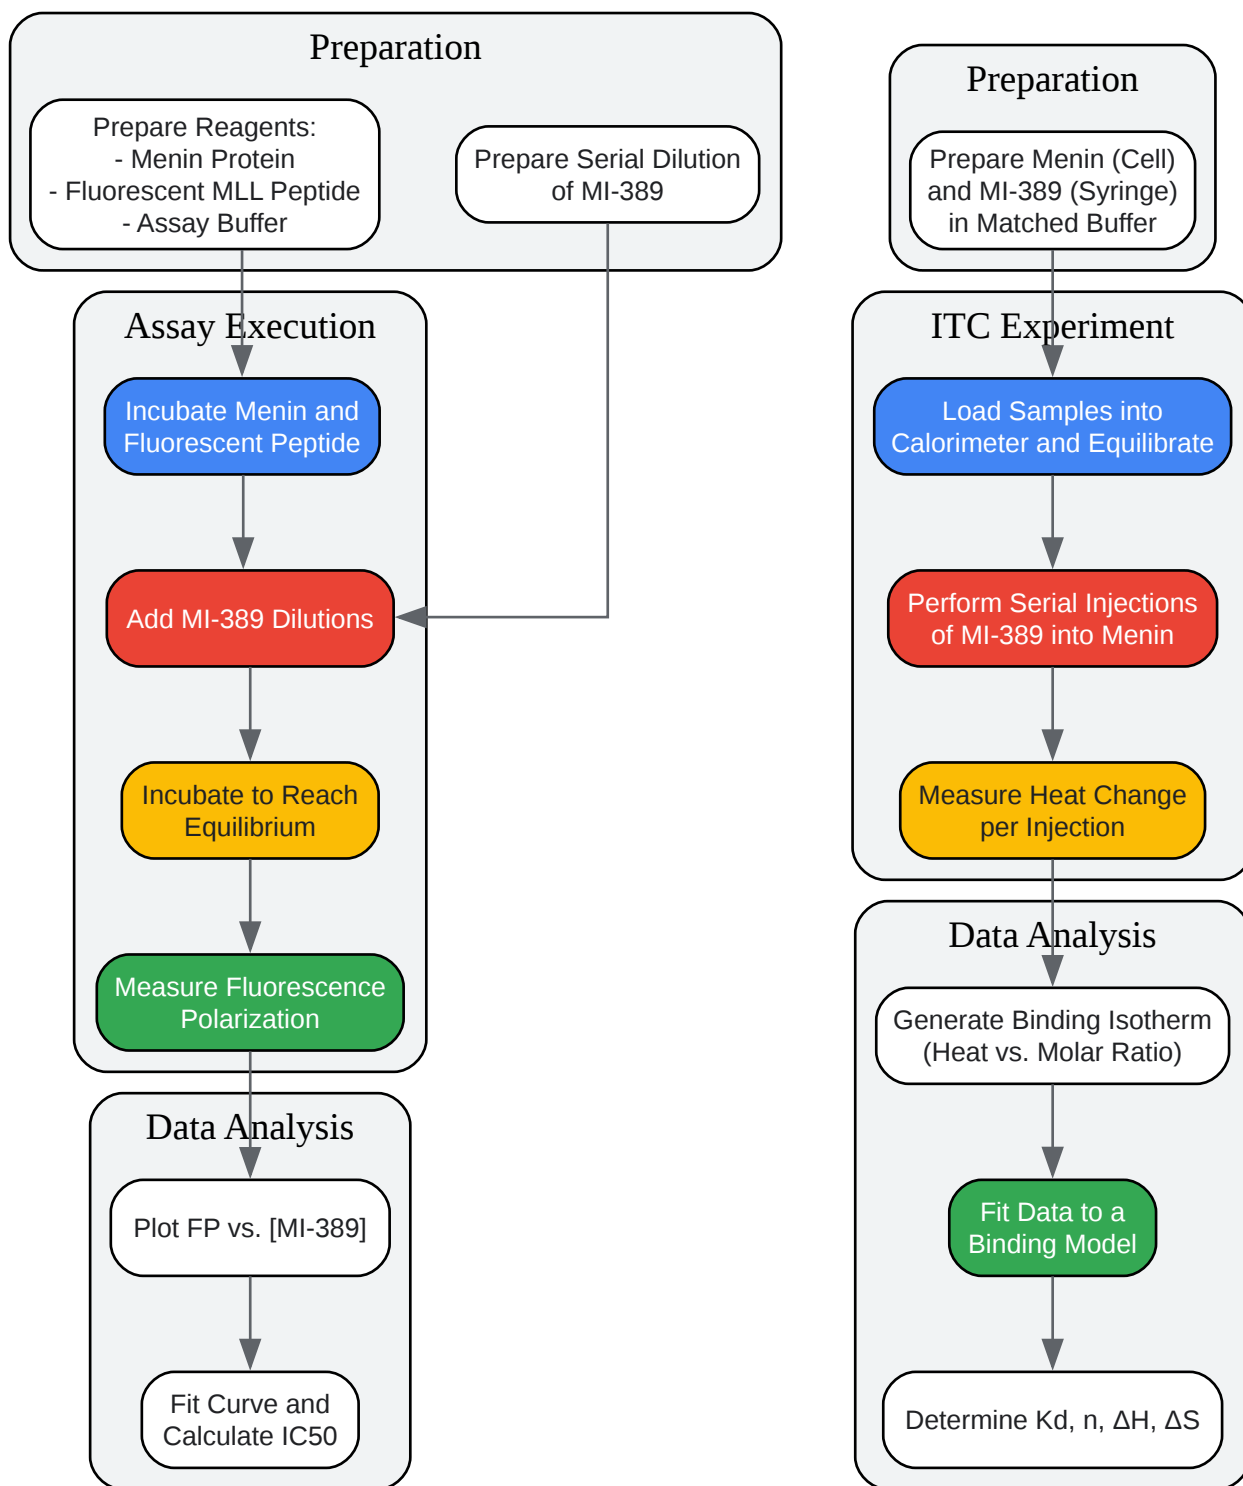 Preparation
Prepare Reagents:
- Menin Protein
- Fluorescent MLL Peptide
- Assay Buffer
Prepare Serial Dilution
of MI-389
Assay Execution
Incubate Menin and
Fluorescent Peptide
Add MI-389 Dilutions
Incubate to Reach
Equilibrium
Measure Fluorescence
Polarization
Data Analysis
Plot FP vs. [MI-389]
Fit Curve and
Calculate IC50
Preparation
Prepare Menin (Cell)
and MI-389 (Syringe)
in Matched Buffer
ITC Experiment
Load Samples into
Calorimeter and Equilibrate
Perform Serial Injections
of MI-389 into Menin
Measure Heat Change
per Injection
Data Analysis
Generate Binding Isotherm
(Heat vs. Molar Ratio)
Fit Data to a
Binding Model
Determine Kd, n, ΔH, ΔS